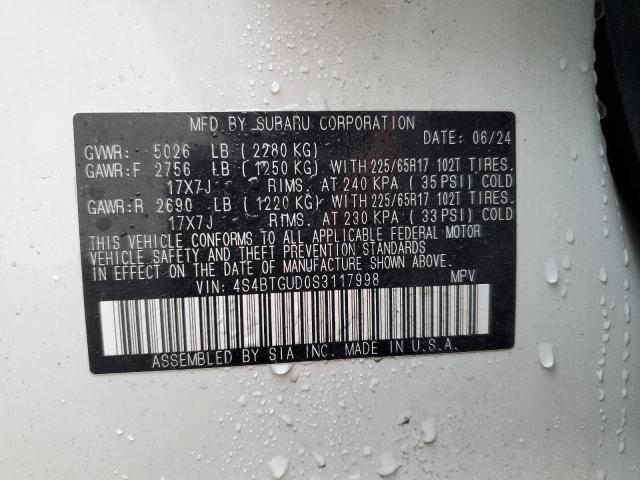 MFD. BY SUBARU CORPORATION
DATE: 06/24
GVWR: 5026 LB (2280 KG)
GAWR:F 2756 LB (1250 KG) WITH 225/65R17 102T TIRES.
17X7J RIMS. AT 240 KPA (35 PSI) COLD
GAWR:R 2690 LB (1220 KG) WITH 225/65R17 102T TIRES.
17X7J RIMS. AT 230 KPA (33 PSI) COLD
THIS VEHICLE CONFORMS TO ALL APPLICABLE FEDERAL MOTOR
VEHICLE SAFETY AND THEFT PREVENTION STANDARDS
IN EFFECT ON THE DATE OF MANUFACTURE SHOWN ABOVE.
VIN: 4S4BTGUD0S3117998 MPV
ASSEMBLED BY SIA INC. MADE IN U.S.A.